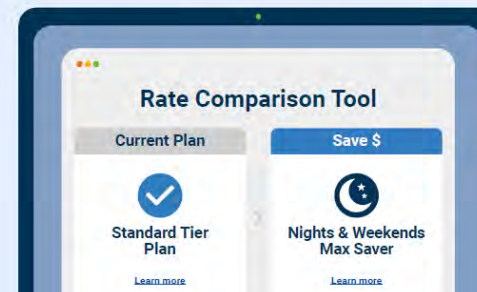 Rate Comparison Tool
Current Plan
Save $
Standard Tier
Plan
Nights & Weekends
Max Saver
Learn more
Learn more